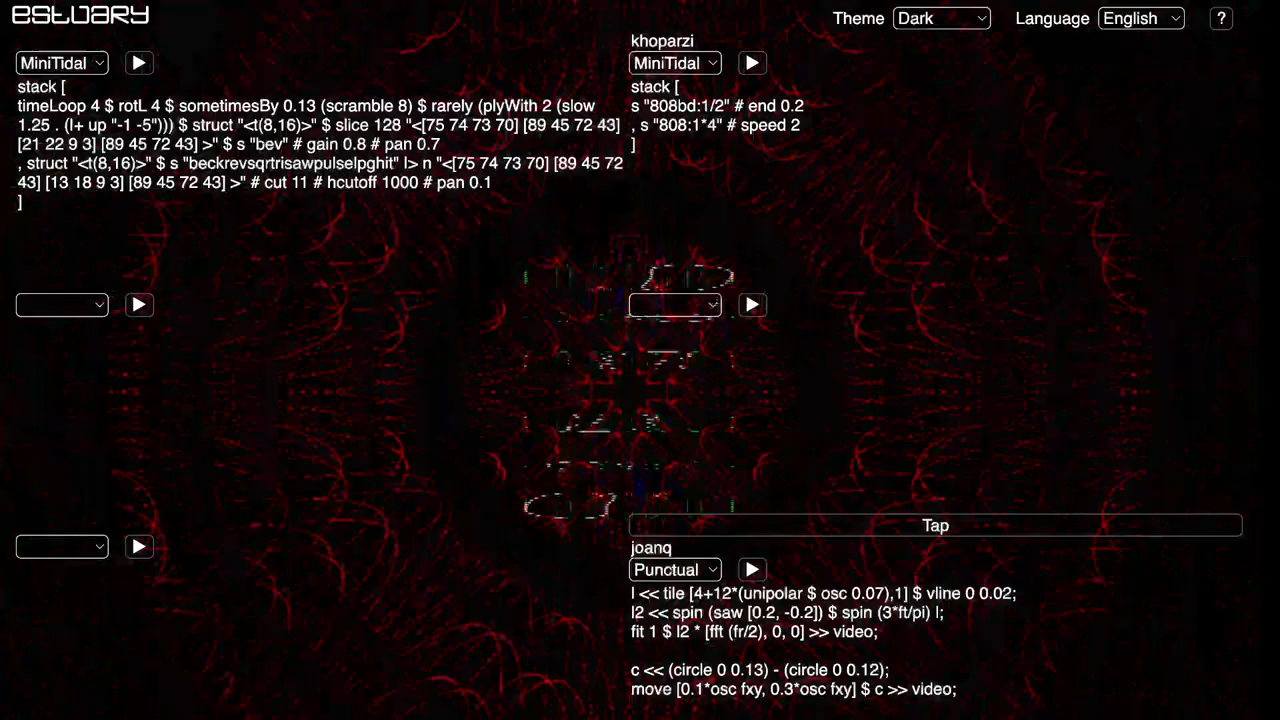 estuary
Theme Dark Language English ?
MiniTidal
stack [
timeLoop 4 $ rotL 4 $ sometimesBy 0.13 (scramble 8) $ rarely (plyWith 2 (slow
1.25 . (|+ up "-1 -5"))) $ struct "<t(8,16)>" $ slice 128 "<[75 74 73 70] [89 45 72 43]
[21 22 9 3] [89 45 72 43] >" $ s "bev" # gain 0.8 # pan 0.7
, struct "<t(8,16)>" $ s "beckrevsqrtrisawpulselpghit" |> n "<[75 74 73 70] [89 45 72
43] [13 18 9 3] [89 45 72 43] >" # cut 11 # hcutoff 1000 # pan 0.1
]
khoparzi
MiniTidal
stack [
s "808bd:1/2" # end 0.2
, s "808:1*4" # speed 2
]
Tap
joanq
Punctual
l << tile [4+12*(unipolar $ osc 0.07),1] $ vline 0 0.02;
l2 << spin (saw [0.2, -0.2]) $ spin (3*ft/pi) l;
fit 1 $ l2 * [fft (fr/2), 0, 0] >> video;
c << (circle 0 0.13) - (circle 0 0.12);
move [0.1*osc fxy, 0.3*osc fxy] $ c >> video;